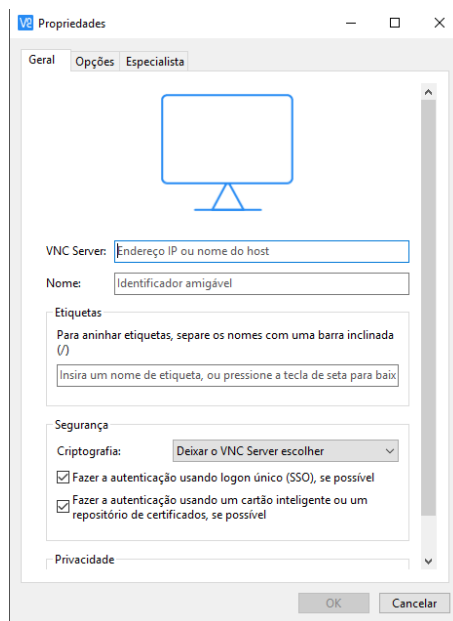 Propriedades
Geral Opções Especialista
VNC Server: Endereço IP ou nome do host
Nome: Identificador amigável
Etiquetas
Para aninhar etiquetas, separe os nomes com uma barra inclinada
(/)
Insira um nome de etiqueta, ou pressione a tecla de seta para baix
Segurança
Criptografia: Deixar o VNC Server escolher
Fazer a autenticação usando logon único (SSO), se possível
Fazer a autenticação usando um cartão inteligente ou um
repositório de certificados, se possível
Privacidade
OK Cancelar